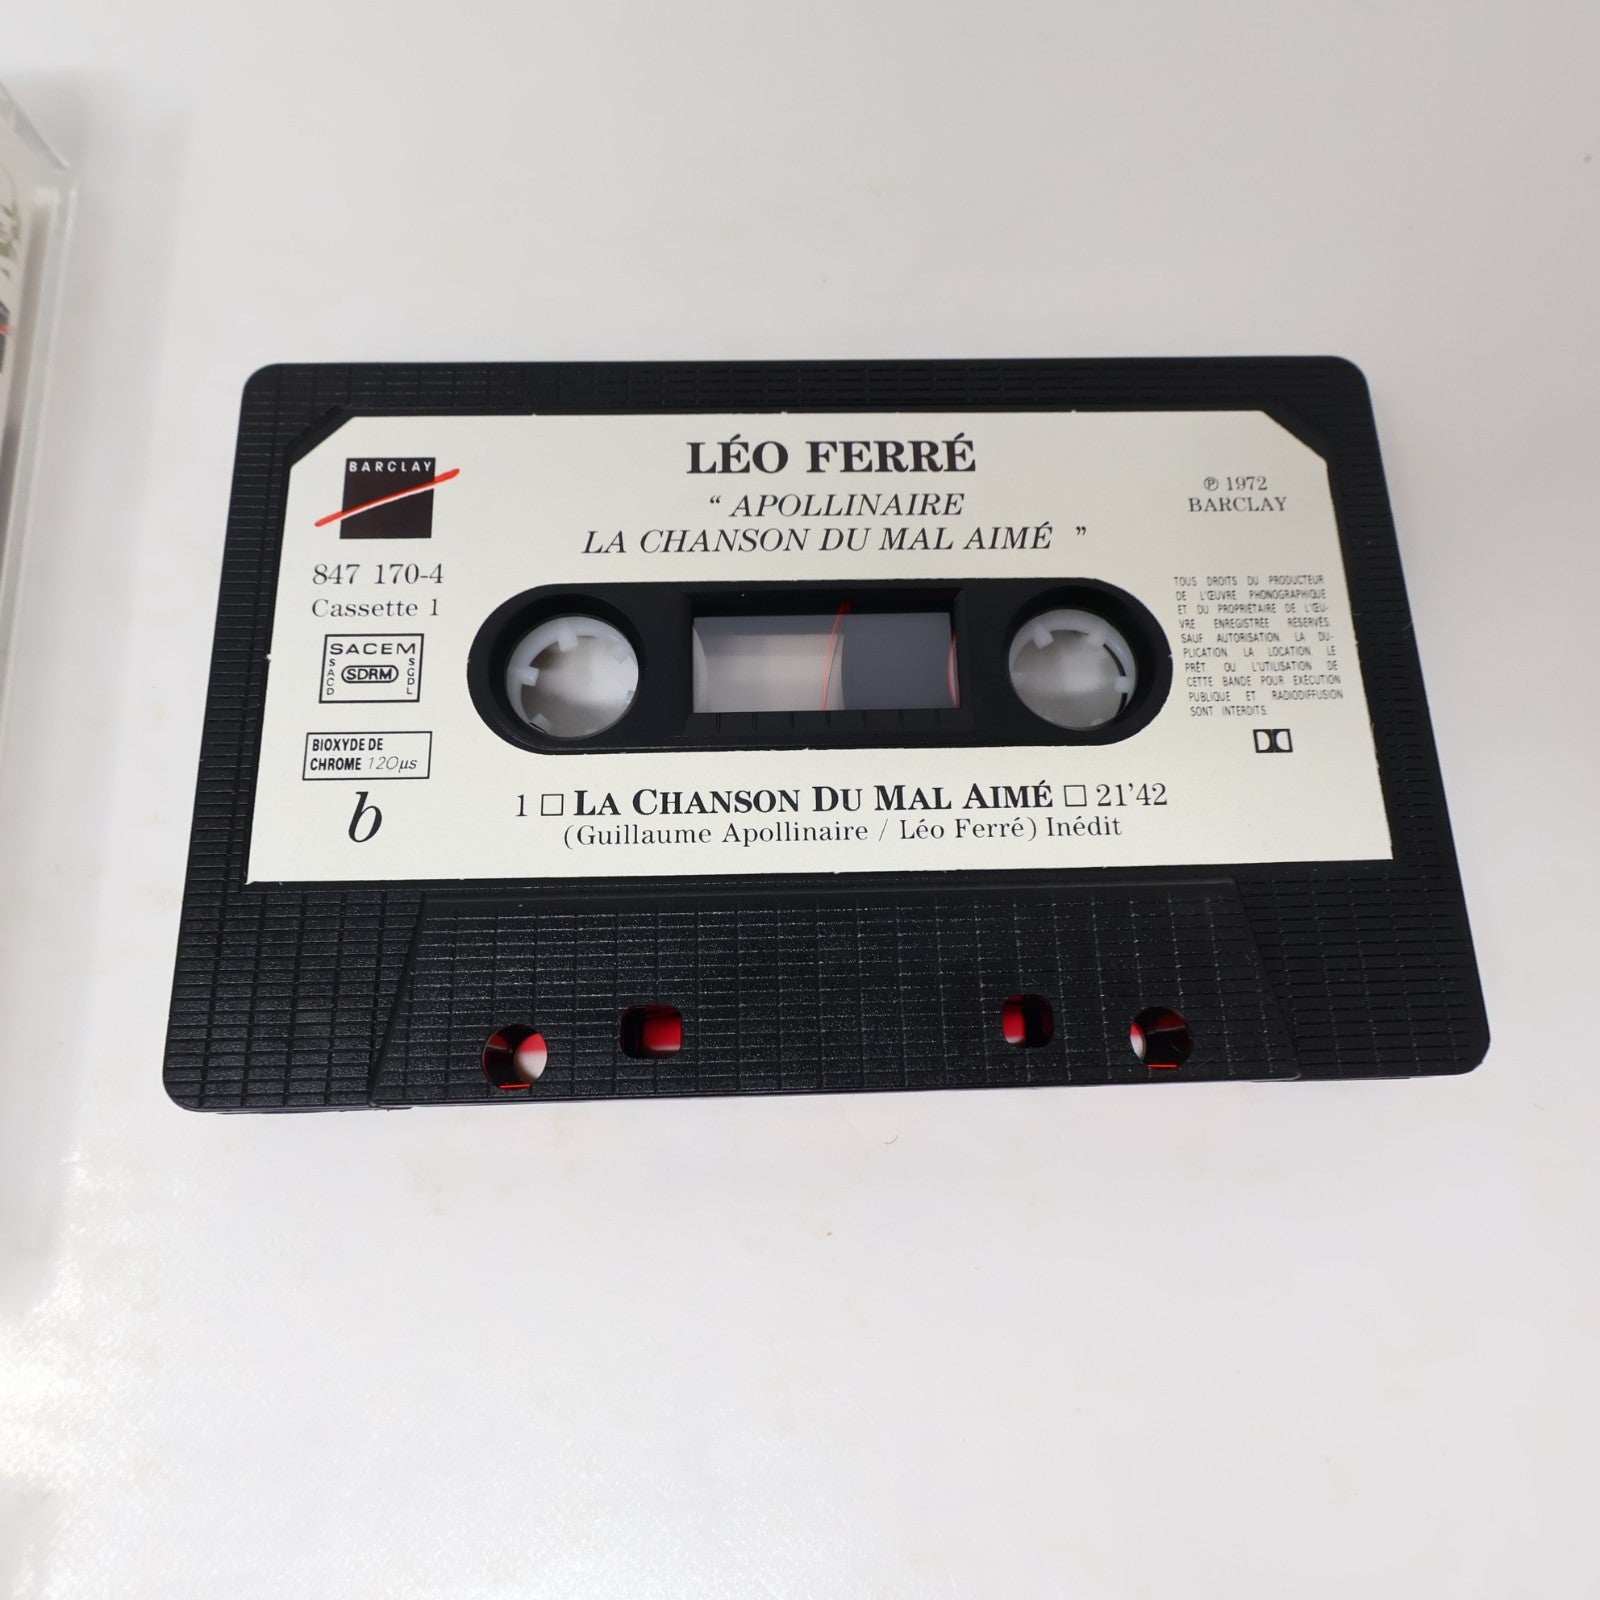 LÉO FERRÉ
“ APOLLINAIRE
LA CHANSON DU MAL AIMÉ ”
BARCLAY
847 170-4
Cassette 1
SACEM
SACD
SDRM
SGDL
BIOXYDE DE
CHROME 120µs
b
℗ 1972
BARCLAY
TOUS DROITS DU PRODUCTEUR
DE L'ŒUVRE PHONOGRAPHIQUE
ET DU PROPRIÉTAIRE DE L'ŒU-
VRE ENREGISTRÉE RÉSERVÉS.
SAUF AUTORISATION. LA DU-
PLICATION. LA LOCATION. LE
PRÊT OU L'UTILISATION DE
CETTE BANDE POUR EXÉCUTION
PUBLIQUE ET RADIODIFFUSION
SONT INTERDITS.
1 □ LA CHANSON DU MAL AIMÉ □ 21'42
(Guillaume Apollinaire / Léo Ferré) Inédit